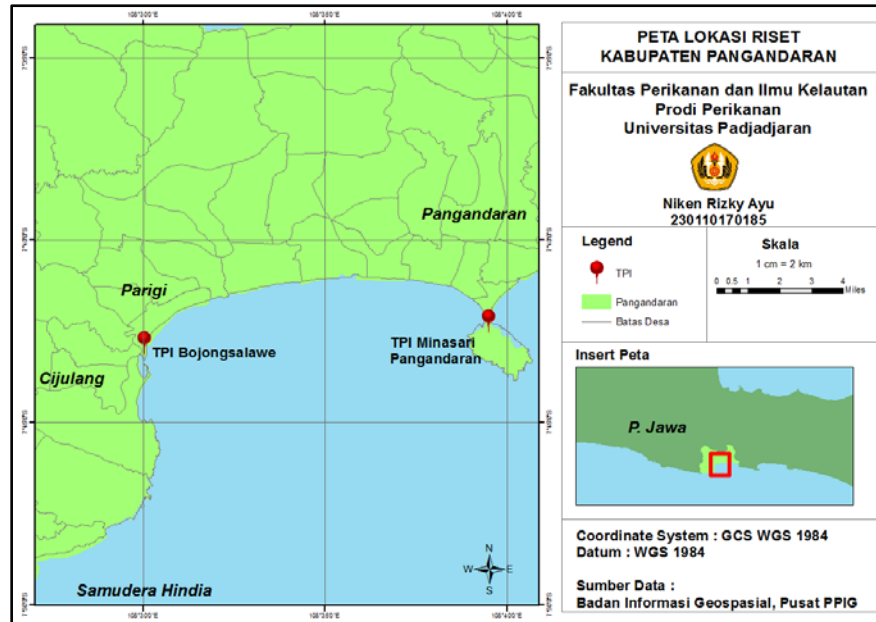 PETA LOKASI RISET
KABUPATEN PANGANDARAN
Fakultas Perikanan dan Ilmu Kelautan
Prodi Perikanan
Universitas Padjadjaran
Niken Rizky Ayu
230110170185
Legend
TPI
Pangandaran
Batas Desa
Skala
1 cm = 2 km
0 0.5 1 2 3 4
Miles
Insert Peta
P. Jawa
Coordinate System : GCS WGS 1984
Datum : WGS 1984
Sumber Data :
Badan Informasi Geospasial, Pusat PPIG
Pangandaran
Parigi
TPI Bojongsalawe
TPI Minasari
Pangandaran
Cijulang
Samudera Hindia
N
W E
S